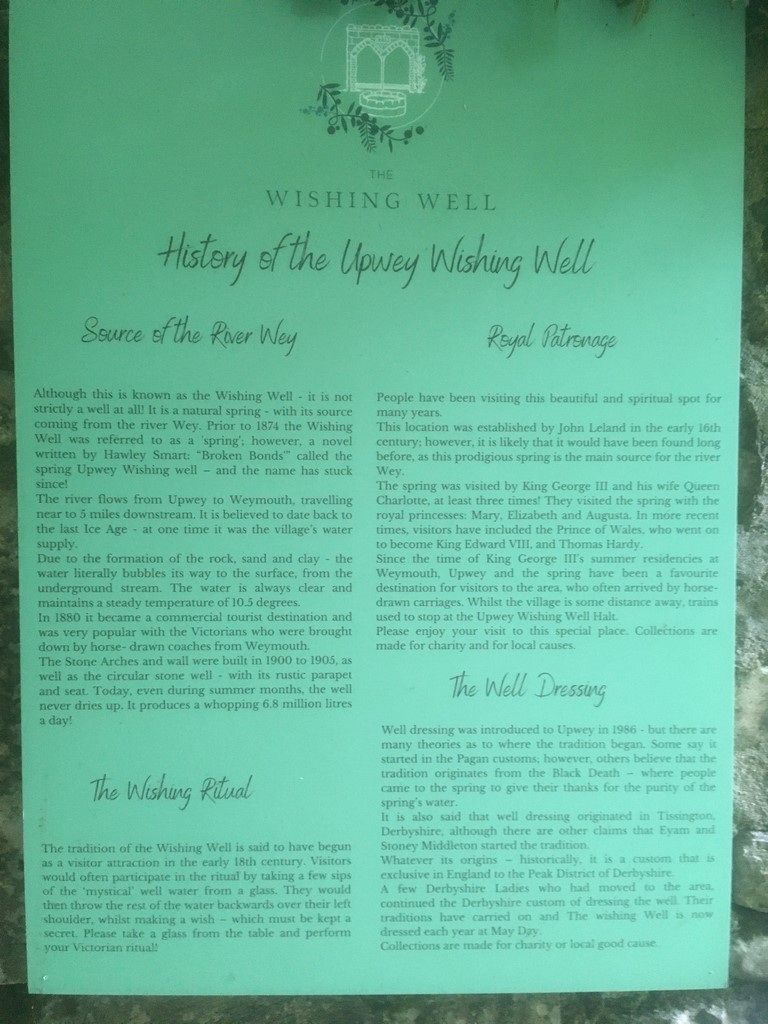 THE
WISHING WELL
History of the Upwey Wishing Well
Source of the River Wey
Although this is known as the Wishing Well - it is not
strictly a well at all! It is a natural spring - with its source
coming from the river Wey. Prior to 1874 the Wishing
Well was referred to as a 'spring'; however, a novel
written by Hawley Smart: "Broken Bonds'" called the
spring Upwey Wishing well – and the name has stuck
since!
The river flows from Upwey to Weymouth, travelling
near to 5 miles downstream. It is believed to date back to
the last Ice Age - at one time it was the village's water
supply.
Due to the formation of the rock, sand and clay - the
water literally bubbles its way to the surface, from the
underground stream. The water is always clear and
maintains a steady temperature of 10.5 degrees.
In 1880 it became a commercial tourist destination and
was very popular with the Victorians who were brought
down by horse- drawn coaches from Weymouth.
The Stone Arches and wall were built in 1900 to 1905, as
well as the circular stone well - with its rustic parapet
and seat. Today, even during summer months, the well
never dries up. It produces a whopping 6.8 million litres
a day!
The Wishing Ritual
The tradition of the Wishing Well is said to have begun
as a visitor attraction in the early 18th century. Visitors
would often participate in the ritual by taking a few sips
of the 'mystical' well water from a glass. They would
then throw the rest of the water backwards over their left
shoulder, whilst making a wish – which must be kept a
secret. Please take a glass from the table and perform
your Victorian ritual!
Royal Patronage
People have been visiting this beautiful and spiritual spot for
many years.
This location was established by John Leland in the early 16th
century; however, it is likely that it would have been found long
before, as this prodigious spring is the main source for the river
Wey.
The spring was visited by King George III and his wife Queen
Charlotte, at least three times! They visited the spring with the
royal princesses: Mary, Elizabeth and Augusta. In more recent
times, visitors have included the Prince of Wales, who went on
to become King Edward VIII, and Thomas Hardy.
Since the time of King George III's summer residencies at
Weymouth, Upwey and the spring have been a favourite
destination for visitors to the area, who often arrived by horse-
drawn carriages. Whilst the village is some distance away, trains
used to stop at the Upwey Wishing Well Halt.
Please enjoy your visit to this special place. Collections are
made for charity and for local causes.
The Well Dressing
Well dressing was introduced to Upwey in 1986 - but there are
many theories as to where the tradition began. Some say it
started in the Pagan customs; however, others believe that the
tradition originates from the Black Death – where people
came to the spring to give their thanks for the purity of the
spring's water.
It is also said that well dressing originated in Tissington,
Derbyshire, although there are other claims that Eyam and
Stoney Middleton started the tradition.
Whatever its origins – historically, it is a custom that is
exclusive in England to the Peak District of Derbyshire.
A few Derbyshire Ladies who had moved to the area,
continued the Derbyshire custom of dressing the well. Their
traditions have carried on and The wishing Well is now
dressed each year at May Day.
Collections are made for charity or local good cause.